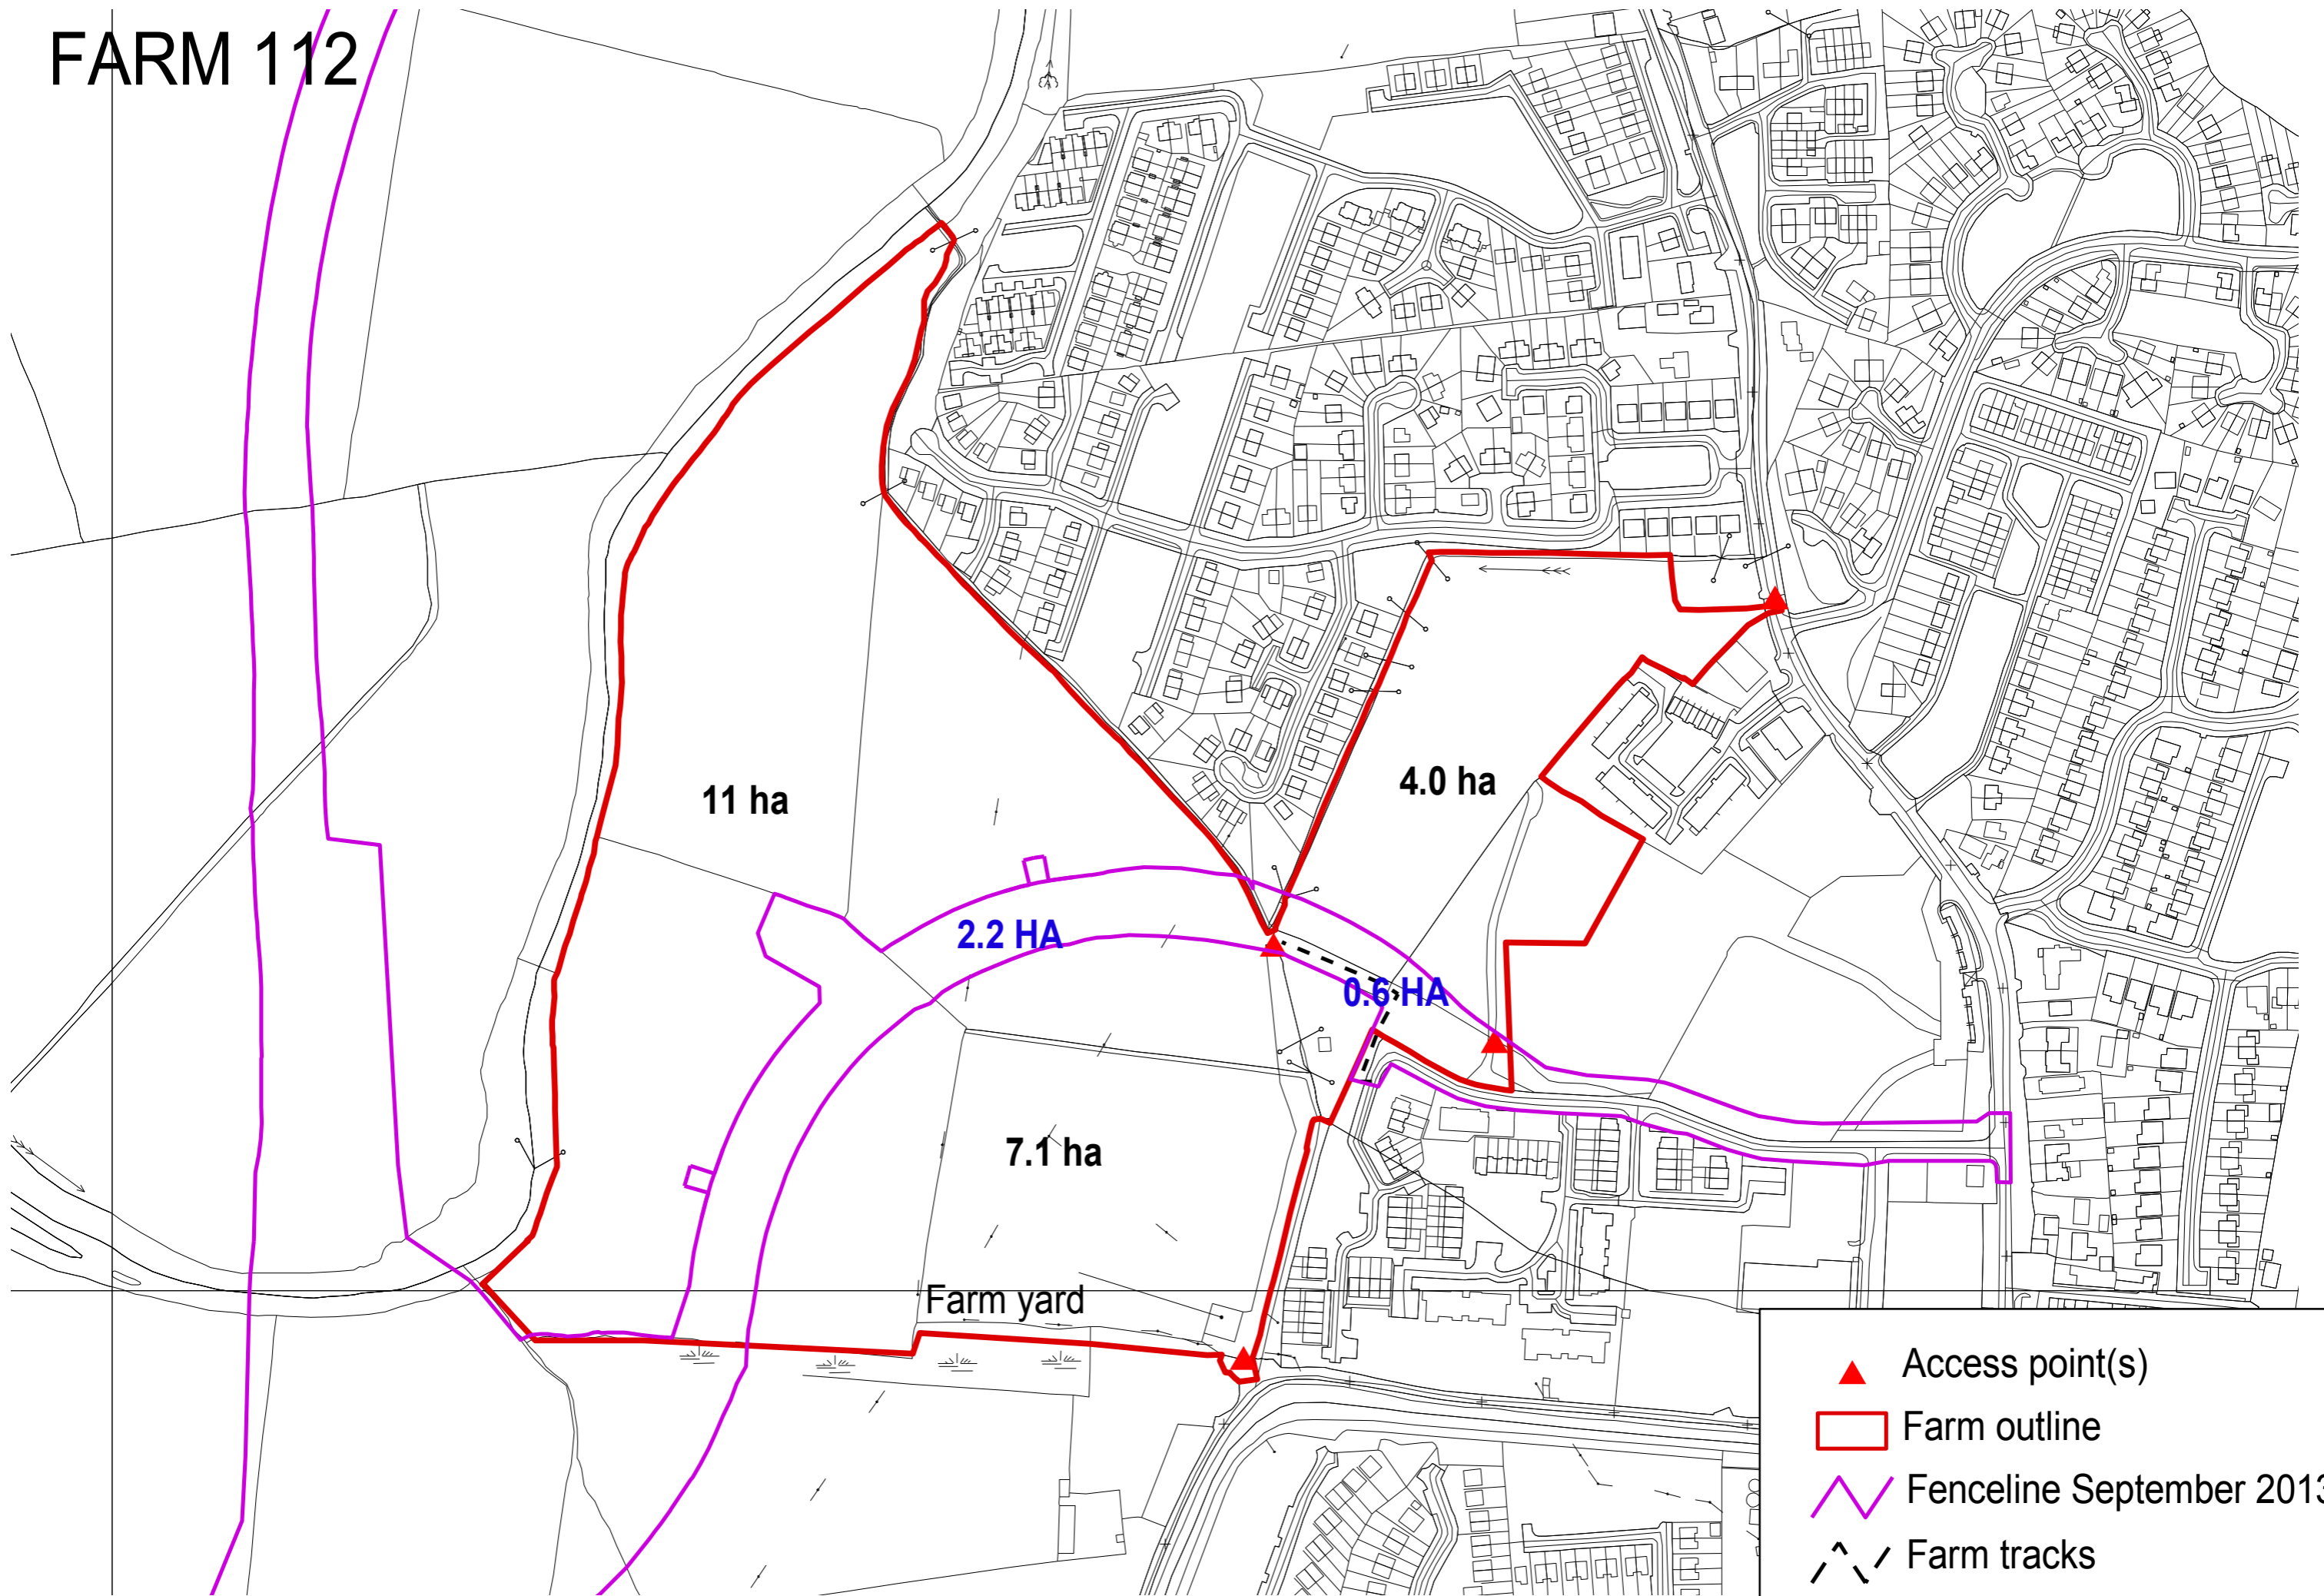 FARM 112
11 ha
4.0 ha
2.2 HA
0.6 HA
7.1 ha
Farm yard
Access point(s)
Farm outline
Fenceline September 2013
Farm tracks